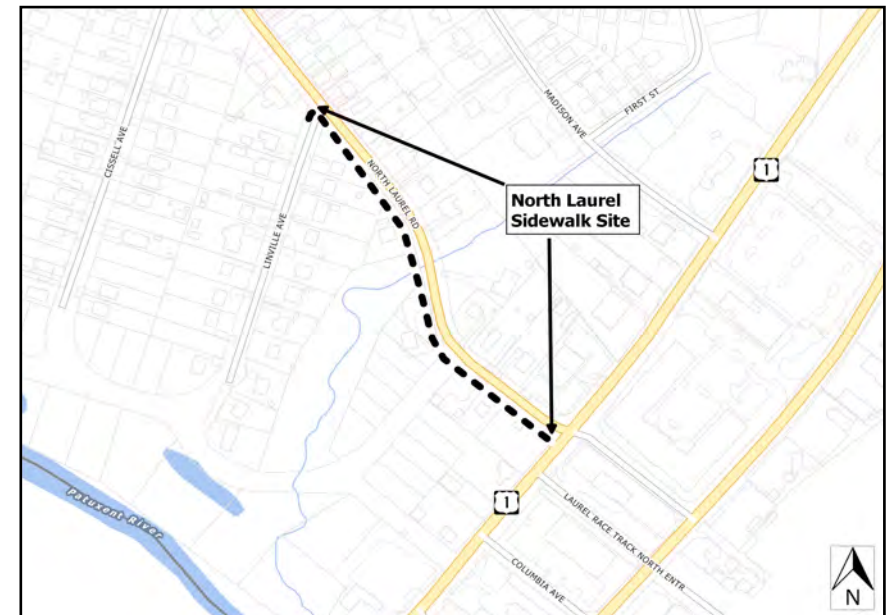 MADISON AVE
FIRST ST
CISSELL AVE
1
NORTH LAUREL RD
North Laurel
Sidewalk Site
LINVILLE AVE
1
Patuxent River
LAUREL RACE TRACK NORTH ENTR
COLUMBIA AVE
N